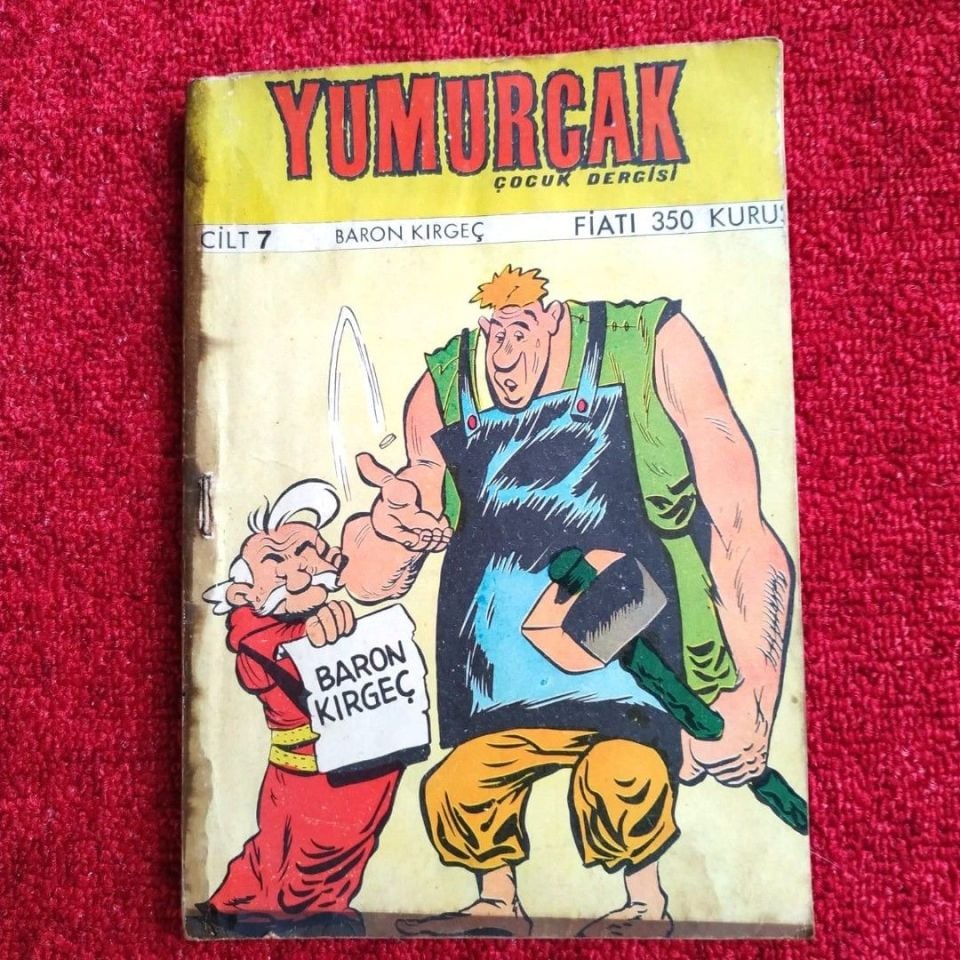 YUMURCAK
ÇOCUK DERGİSİ
CİLT 7 BARON KIRGEÇ FİATI 350 KURUŞ
BARON
KIRGEÇ